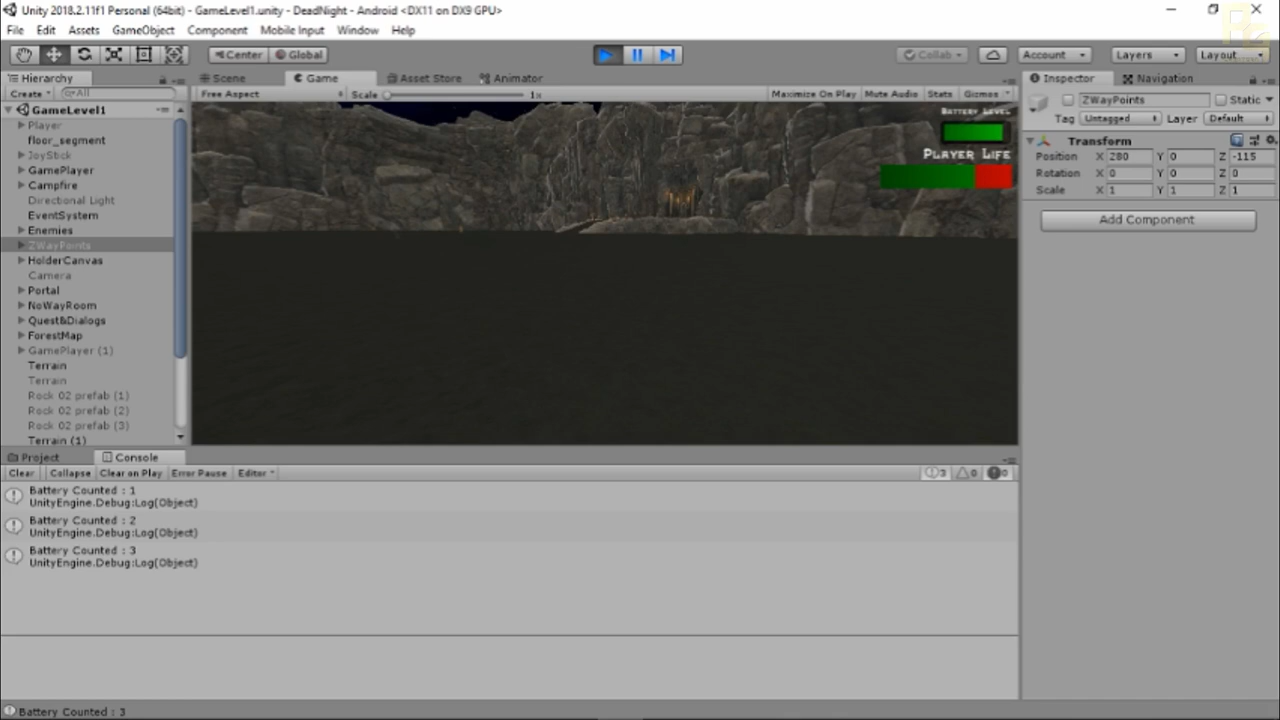 Unity 2018.2.11f1 Personal (64bit) - GameLevel1.unity - DeadNight - Android <DX11 on DX9 GPU>
File Edit Assets GameObject Component Mobile Input Window Help
Center Global Collab Account Layers Layout
Hierarchy Scene Game Asset Store Animator Inspector Navigation
Create All Free Aspect Scale 1x Maximize On Play Mute Audio Stats Gizmos
ZWayPoints Static
Tag Untagged Layer Default
Transform
Position X 280 Y 0 Z -115
Rotation X 0 Y 0 Z 0
Scale X 1 Y 1 Z 1
Add Component
GameLevel1
Player
floor_segment
JoyStick
GamePlayer
Campfire
Directional Light
EventSystem
Enemies
ZWayPoints
HolderCanvas
Camera
Portal
NoWayRoom
Quest&Dialogs
ForestMap
GamePlayer (1)
Terrain
Terrain
Rock 02 prefab (1)
Rock 02 prefab (2)
Rock 02 prefab (3)
Terrain (1)
Battery Level
Player Life
Project Console
Clear Collapse Clear on Play Error Pause Editor 3 0 0
Battery Counted : 1
UnityEngine.Debug:Log(Object)
Battery Counted : 2
UnityEngine.Debug:Log(Object)
Battery Counted : 3
UnityEngine.Debug:Log(Object)
Battery Counted : 3